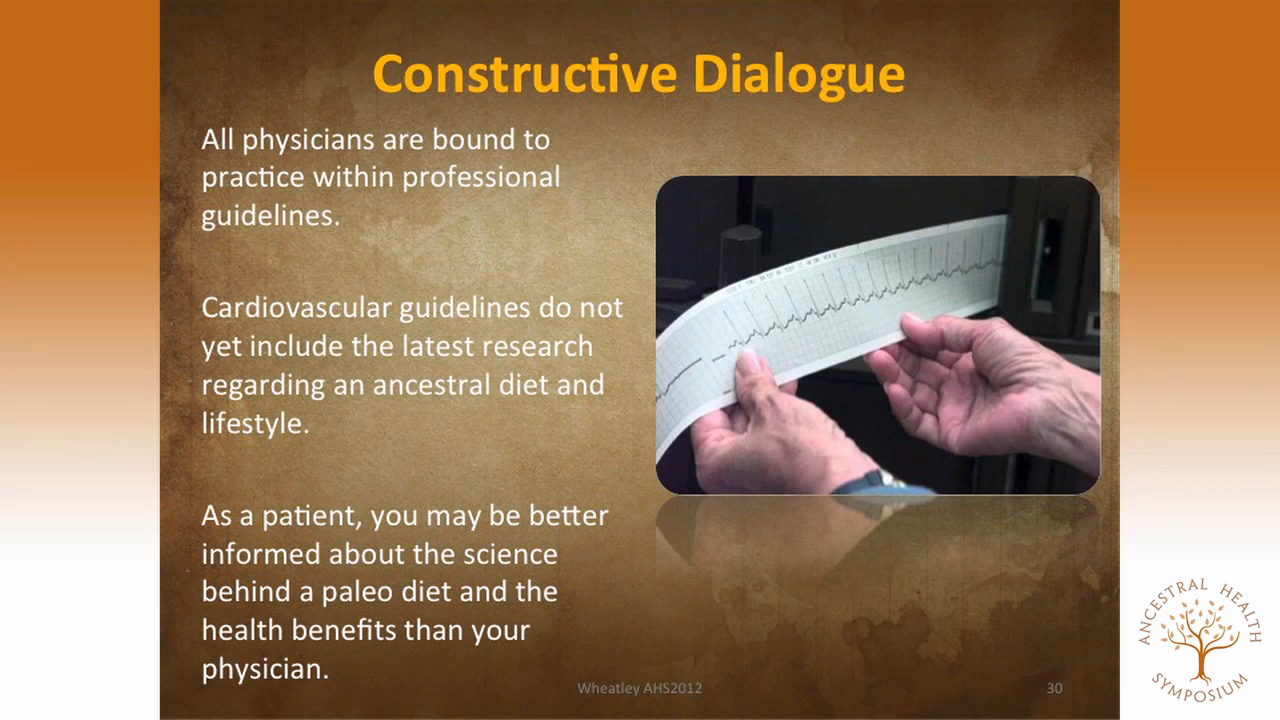 Constructive Dialogue
All physicians are bound to
practice within professional
guidelines.
Cardiovascular guidelines do not
yet include the latest research
regarding an ancestral diet and
lifestyle.
As a patient, you may be better
informed about the science
behind a paleo diet and the
health benefits than your
physician.
Wheatley AHS2012
30
ANCESTRAL HEALTH
SYMPOSIUM